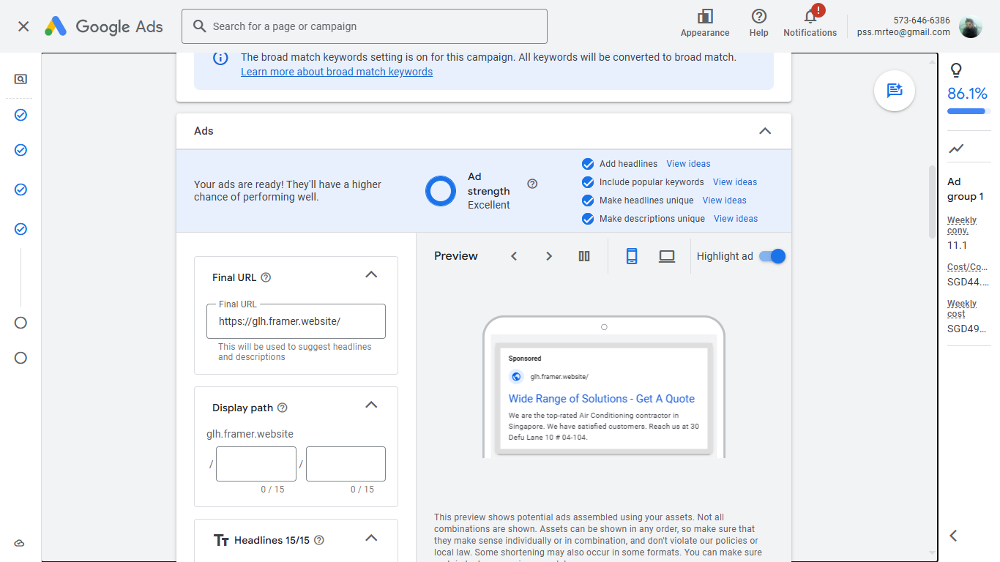 Google Ads
Search for a page or campaign
Appearance
Help
Notifications
573-646-6386
pss.mrteo@gmail.com
The broad match keywords setting is on for this campaign. All keywords will be converted to broad match.
Learn more about broad match keywords
Ads
Your ads are ready! They'll have a higher
chance of performing well.
Ad
strength
Excellent
Add headlines View ideas
Include popular keywords View ideas
Make headlines unique View ideas
Make descriptions unique View ideas
Final URL
Final URL
https://glh.framer.website/
This will be used to suggest headlines
and descriptions
Display path
glh.framer.website
/ /
0 / 15 0 / 15
Headlines 15/15
Preview
Highlight ad
Sponsored
glh.framer.website/
Wide Range of Solutions - Get A Quote
We are the top-rated Air Conditioning contractor in
Singapore. We have satisfied customers. Reach us at 30
Defu Lane 10 # 04-104.
This preview shows potential ads assembled using your assets. Not all
combinations are shown. Assets can be shown in any order, so make sure that
they make sense individually or in combination, and don't violate our policies or
local law. Some shortening may also occur in some formats. You can make sure
86.1%
Ad
group 1
Weekly
conv.
11.1
Cost/Co...
SGD44....
Weekly
cost
SGD49...